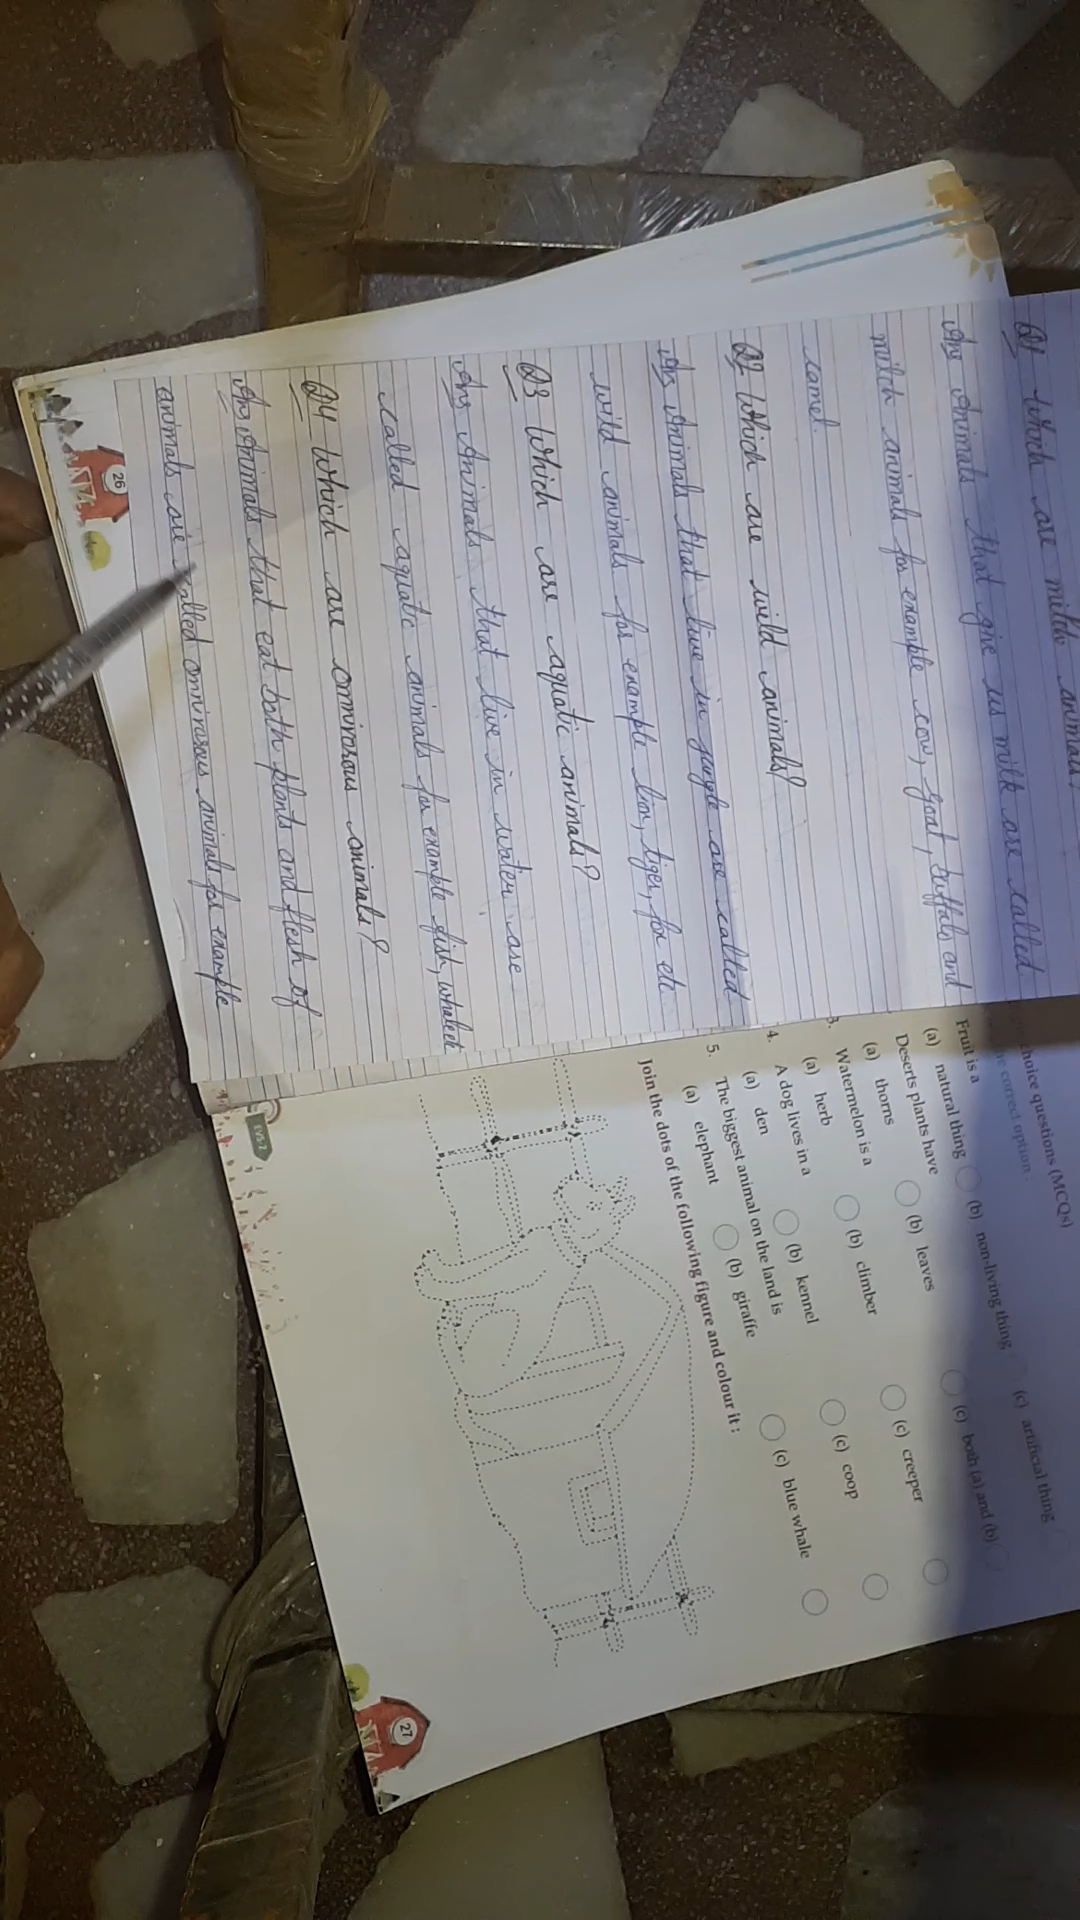 Q1 Which are milch animals?
Ans Animals that give us milk are called
milch animals for example cow, goat, buffalo and
camel.
Q2 Which are wild animals?
Ans Animals that live in jungle are called
wild animals for example lion, tiger, fox etc
Q3 Which are aquatic animals?
Ans Animals that live in water are
called aquatic animals for example fish, whale
Q4 Which are omnivorous animals?
Ans Animals that eat both plants and flesh of
animals are called omnivorous animals for example
26
choice questions (MCQs)
correct option.
Fruit is a
(a) natural thing (b) non-living thing (c) artificial thing
Deserts plants have
(a) thorns (b) leaves (c) both (a) and (b)
3. Watermelon is a
(a) herb (b) climber (c) creeper
4. A dog lives in a
(a) den (b) kennel (c) coop
5. The biggest animal on the land is
(a) elephant (b) giraffe (c) blue whale
Join the dots of the following figure and colour it :
27